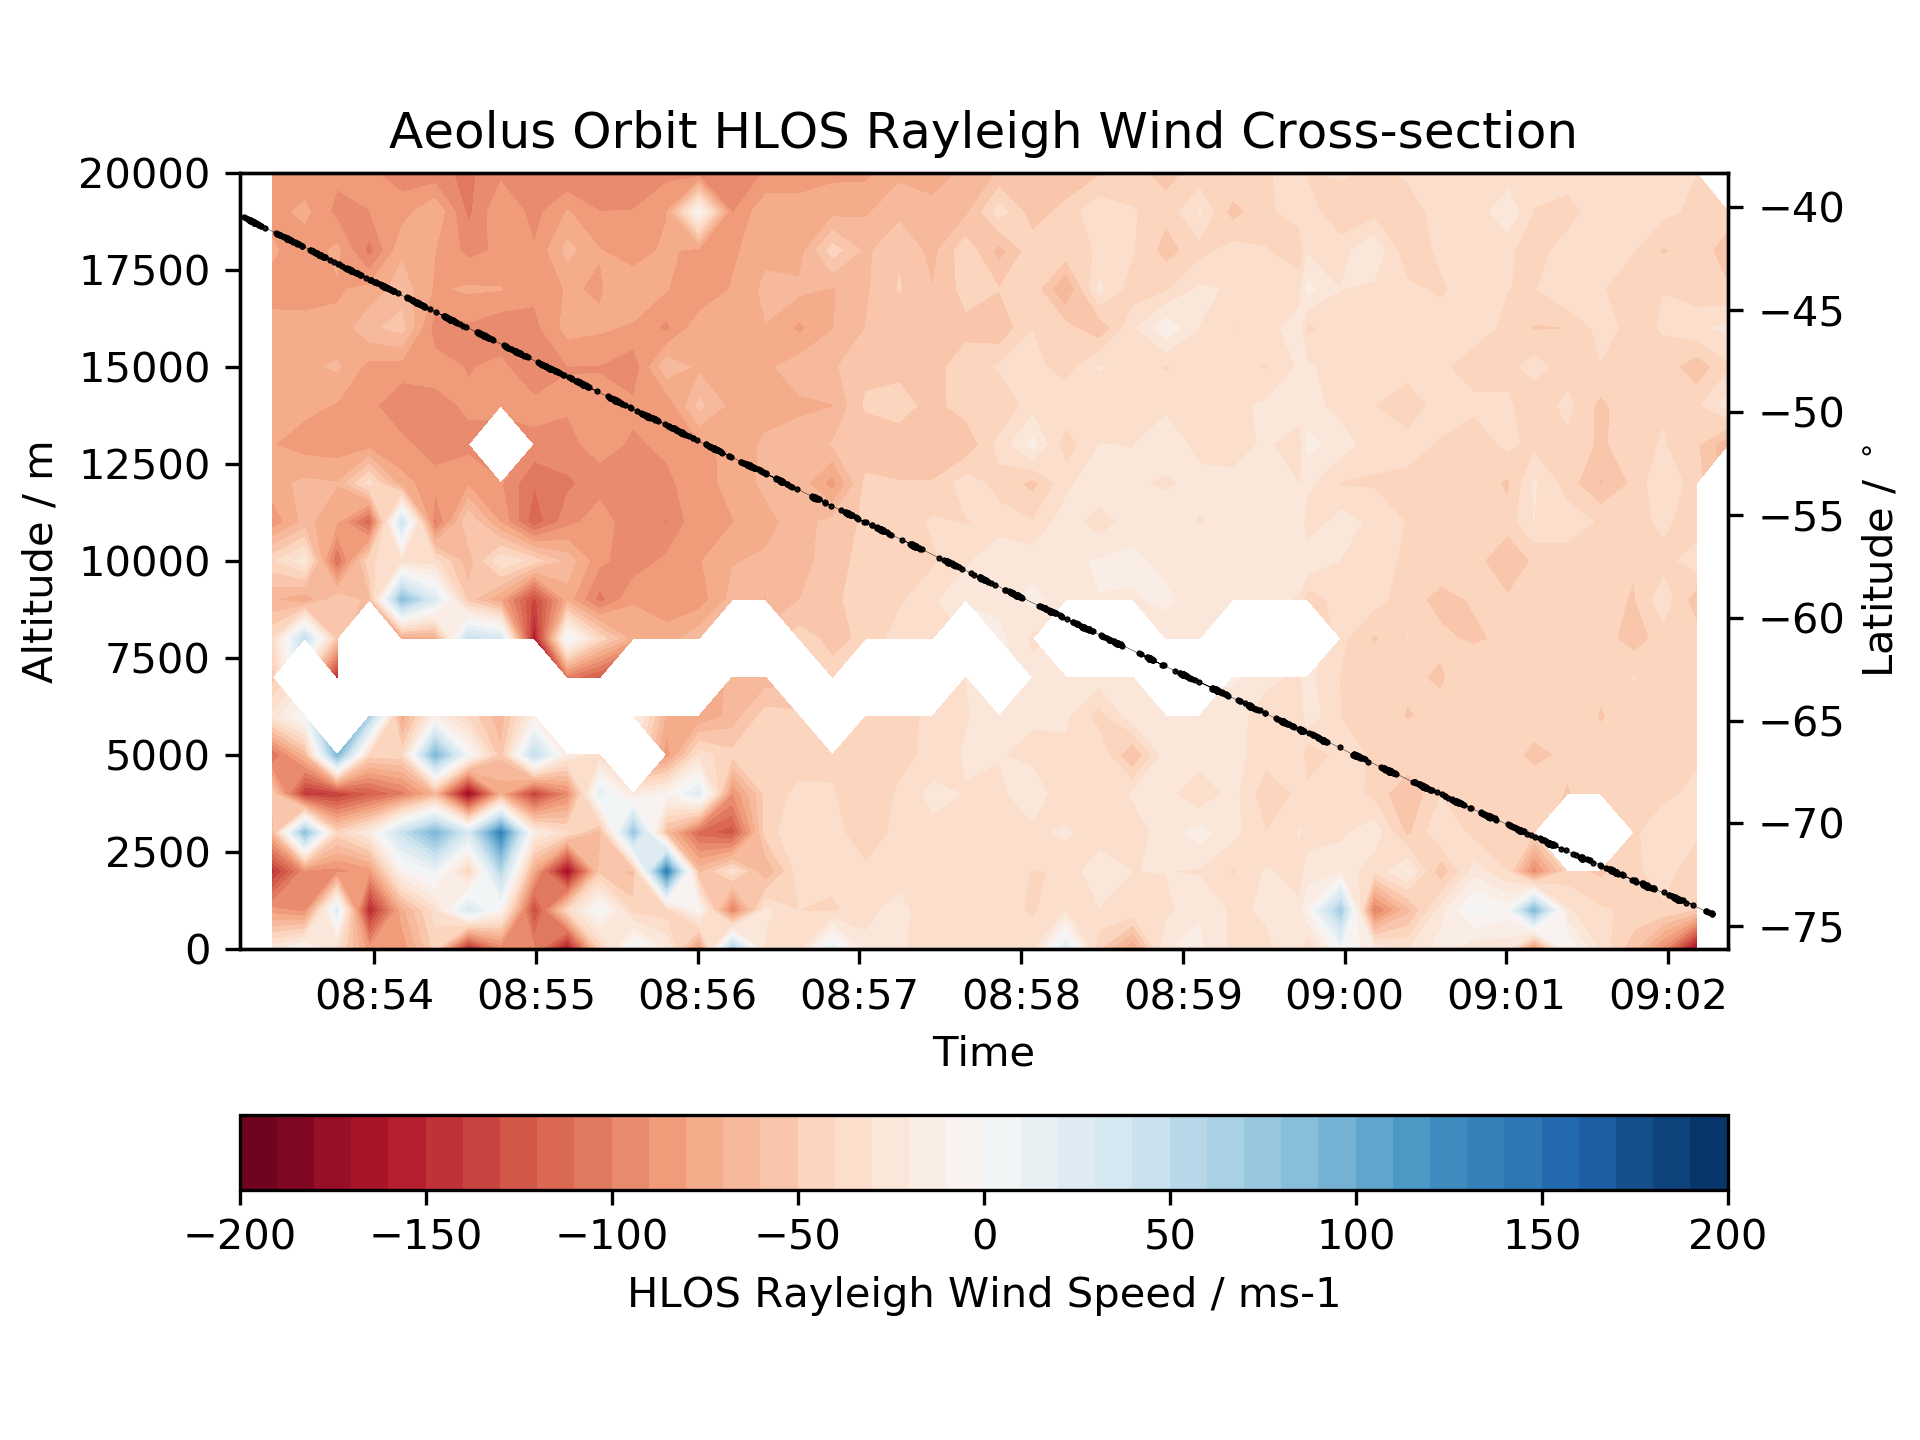 Aeolus Orbit HLOS Rayleigh Wind Cross-section
20000
17500
15000
12500
10000
7500
5000
2500
0
Altitude / m
−40
−45
−50
−55
−60
−65
−70
−75
Latitude / °
08:54 08:55 08:56 08:57 08:58 08:59 09:00 09:01 09:02
Time
−200 −150 −100 −50 0 50 100 150 200
HLOS Rayleigh Wind Speed / ms-1